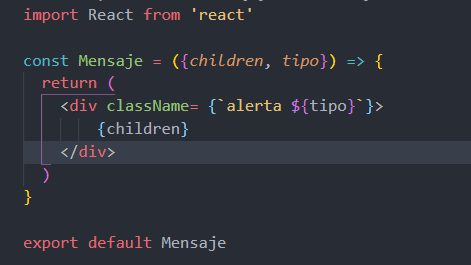 import React from 'react'
const Mensaje = ({children, tipo}) => {
return (
<div className= {`alerta ${tipo}`}>
{children}
</div>
)
}
export default Mensaje